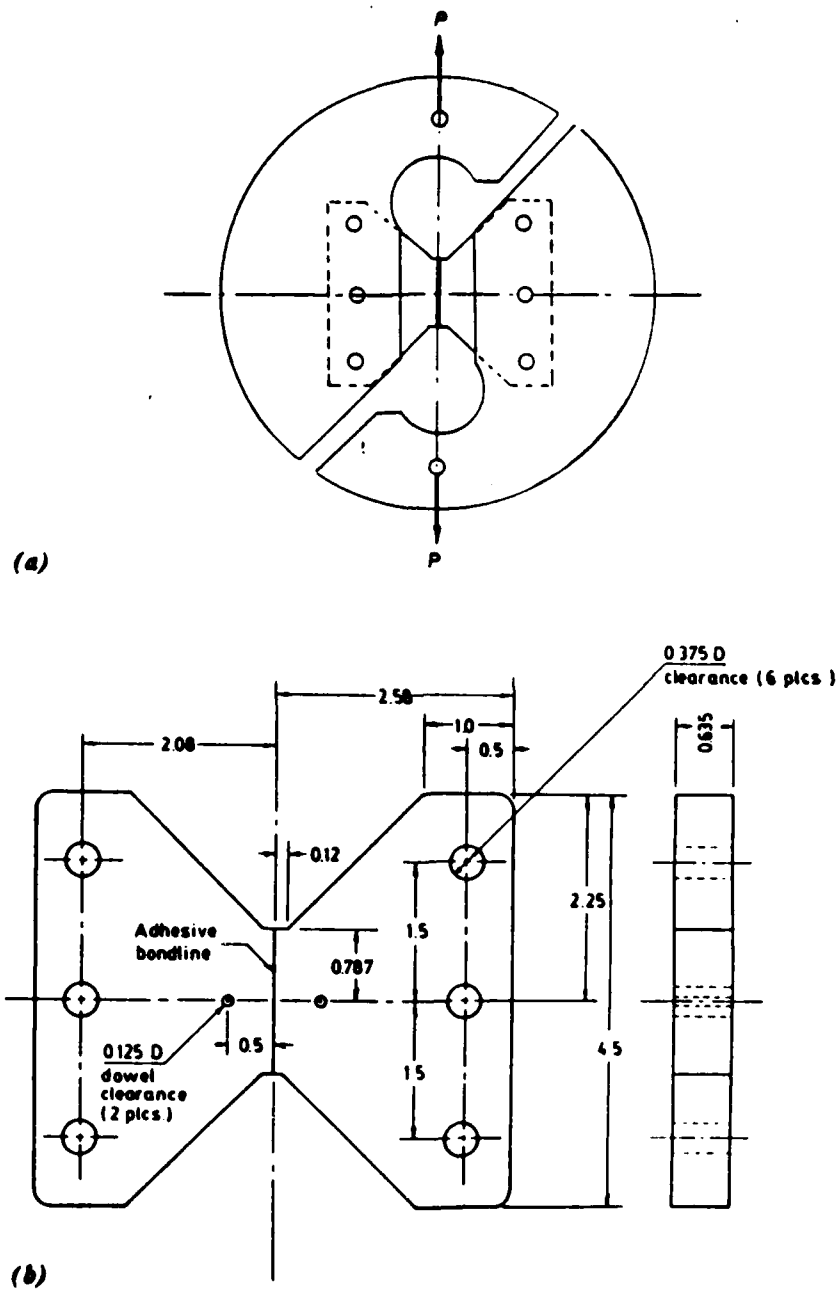 P
P
(a)
0.375 D
clearance (6 plcs.)
2.58
1.0
0.5
2.08
0.635
0.12
Adhesive
bondline
1.5
2.25
0.787
0.125 D
dowel
clearance
(2 plcs.)
0.5
1.5
4.5
(b)